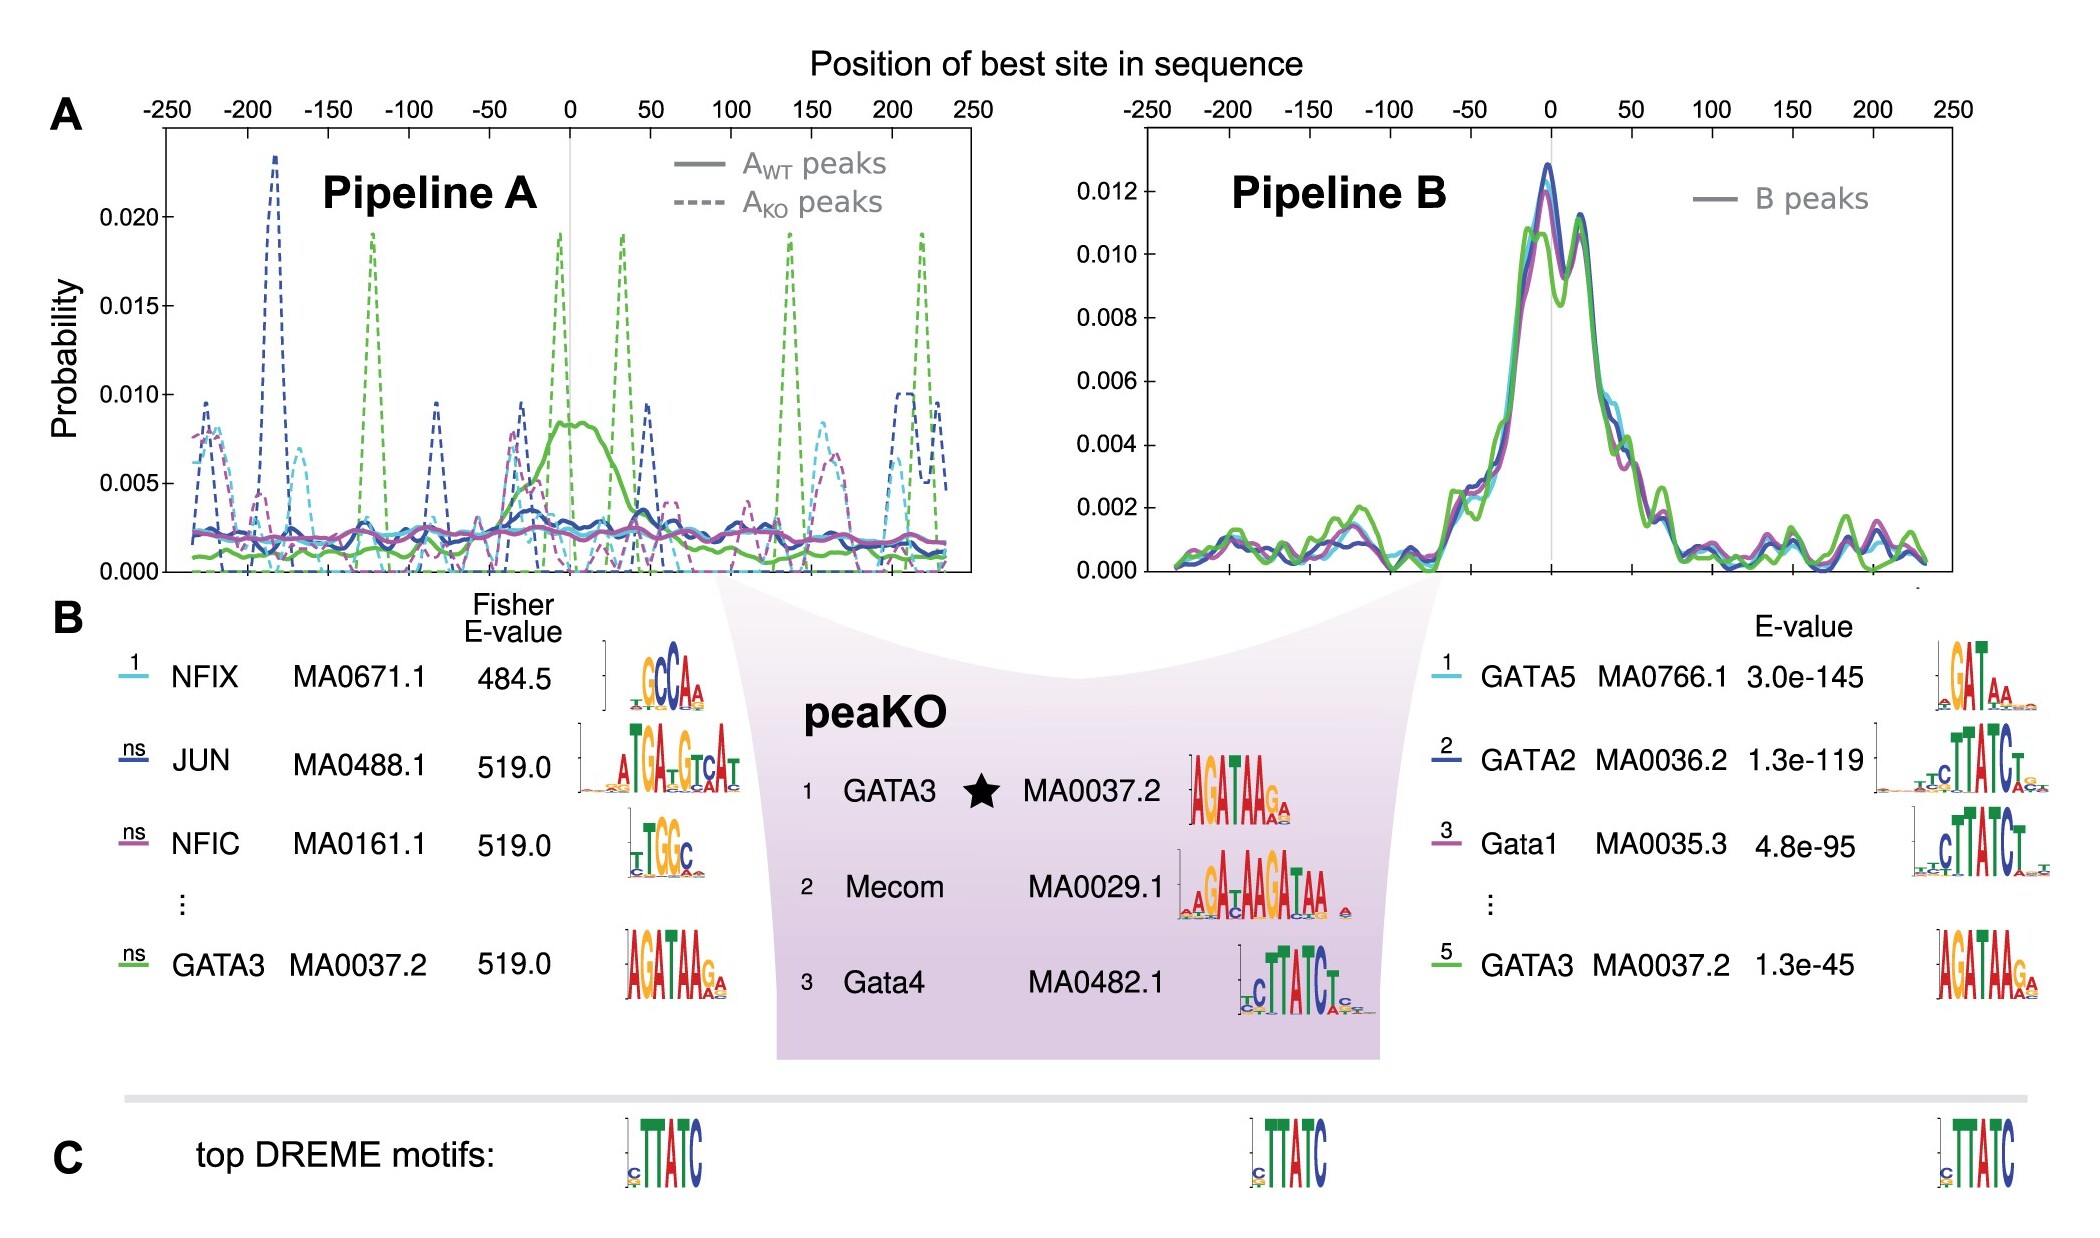 Position of best site in sequence
A
-250 -200 -150 -100 -50 0 50 100 150 200 250
-250 -200 -150 -100 -50 0 50 100 150 200 250
Pipeline A
AWT peaks
AKO peaks
Probability
0.020
0.015
0.010
0.005
0.000
Pipeline B
B peaks
0.012
0.010
0.008
0.006
0.004
0.002
0.000
B
Fisher
E-value
1 NFIX MA0671.1 484.5
ns JUN MA0488.1 519.0
ns NFIC MA0161.1 519.0
⋮
ns GATA3 MA0037.2 519.0
peaKO
1 GATA3 ★ MA0037.2
2 Mecom MA0029.1
3 Gata4 MA0482.1
E-value
1 GATA5 MA0766.1 3.0e-145
2 GATA2 MA0036.2 1.3e-119
3 Gata1 MA0035.3 4.8e-95
⋮
5 GATA3 MA0037.2 1.3e-45
C
top DREME motifs:
TTATC
TTATC
TTATC